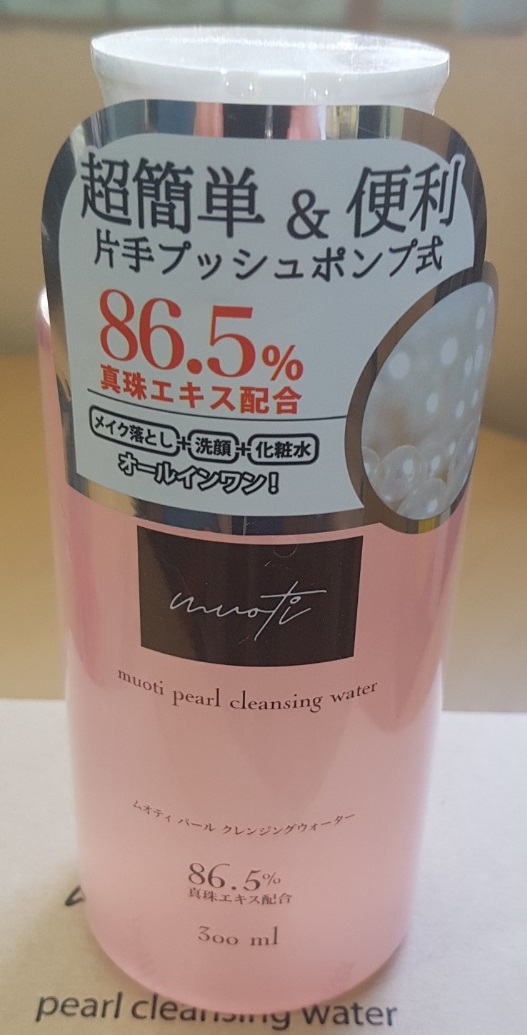 超簡単 & 便利
片手プッシュポンプ式
86.5%
真珠エキス配合
メイク落とし+洗顔+化粧水
オールインワン!
muoti
muoti pearl cleansing water
ムオティ パール クレンジングウォーター
86.5%
真珠エキス配合
300 ml
pearl cleansing water